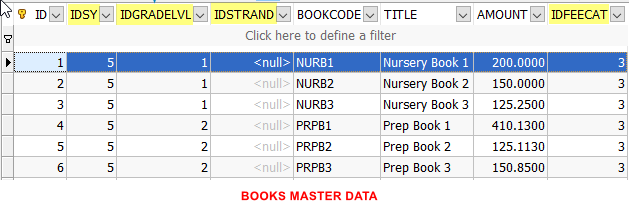 ID IDSY IDGRADELVL IDSTRAND BOOKCODE TITLE AMOUNT IDFEECAT
Click here to define a filter
1 5 1 <null> NURB1 Nursery Book 1 200.0000 3
2 5 1 <null> NURB2 Nursery Book 2 150.0000 3
3 5 1 <null> NURB3 Nursery Book 3 125.2500 3
4 5 2 <null> PRPB1 Prep Book 1 410.1300 3
5 5 2 <null> PRPB2 Prep Book 2 125.1130 3
6 5 2 <null> PRPB3 Prep Book 3 150.8500 3
BOOKS MASTER DATA